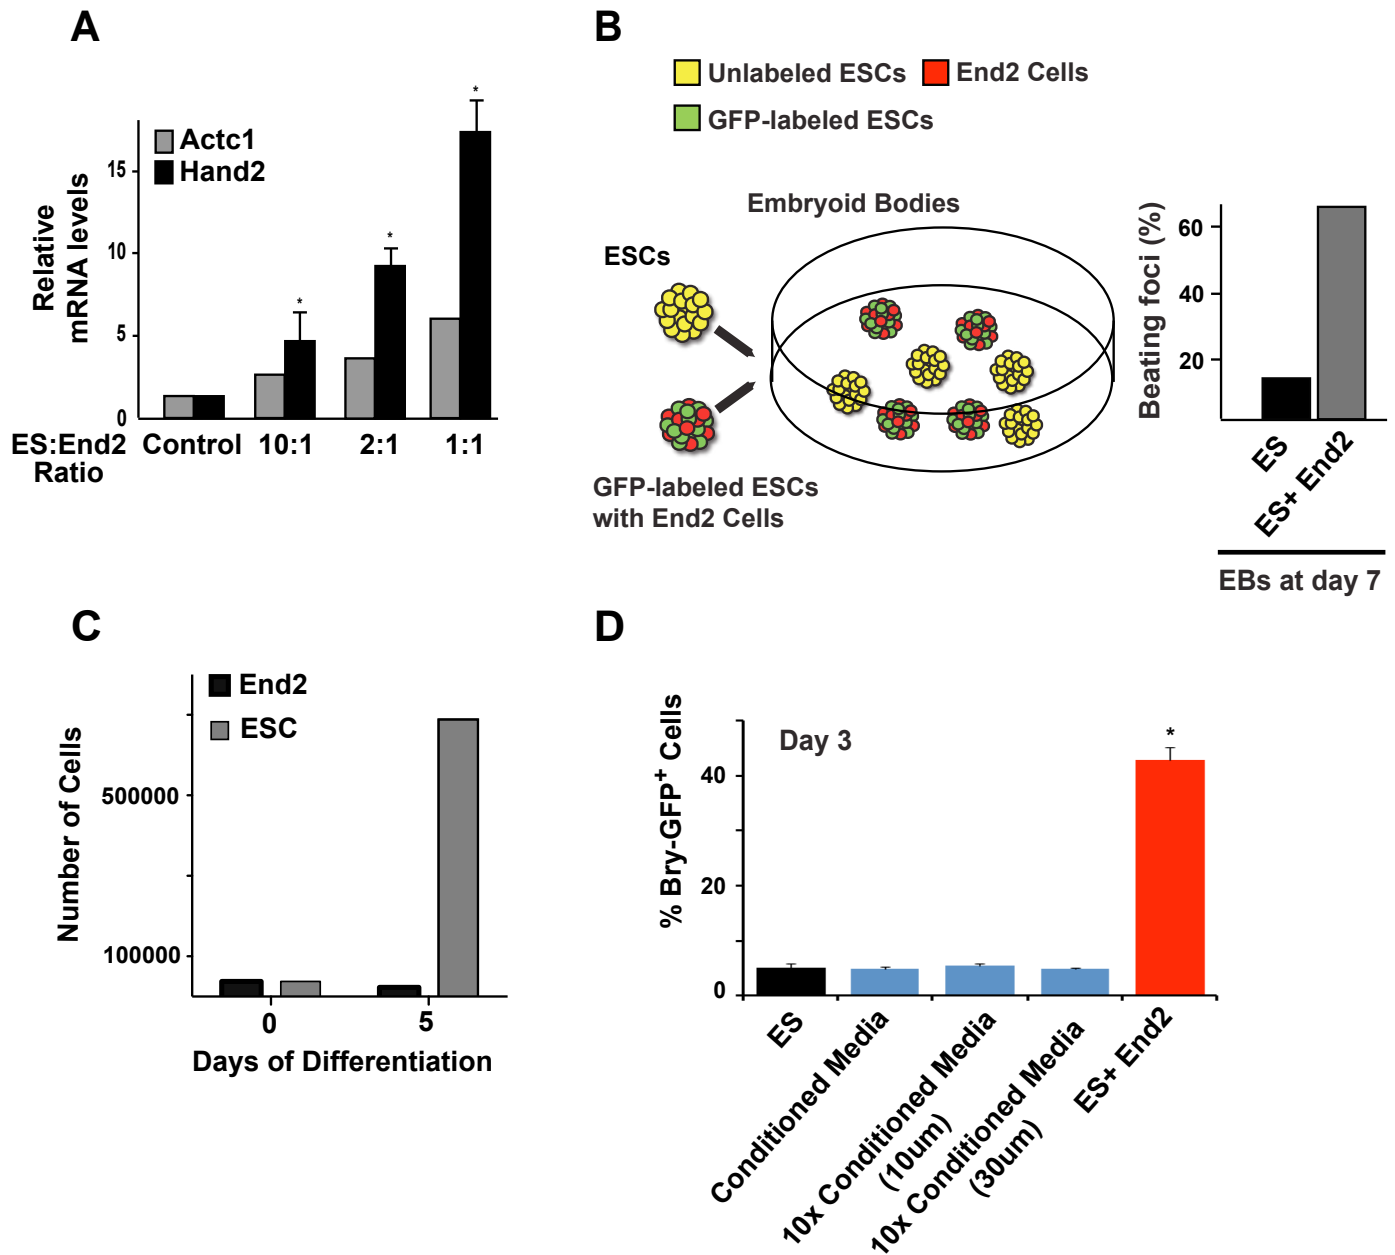 A
Actc1
Hand2
Relative
mRNA levels
15
10
5
0
*
*
*
ES:End2
Ratio
Control
10:1
2:1
1:1
B
Unlabeled ESCs
End2 Cells
GFP-labeled ESCs
Embryoid Bodies
ESCs
GFP-labeled ESCs
with End2 Cells
Beating foci (%)
60
40
20
ES
ES+ End2
EBs at day 7
C
End2
ESC
Number of Cells
500000
100000
0
5
Days of Differentiation
D
Day 3
% Bry-GFP+ Cells
40
20
0
*
ES
Conditioned Media
10x Conditioned Media
(10um)
10x Conditioned Media
(30um)
ES+ End2